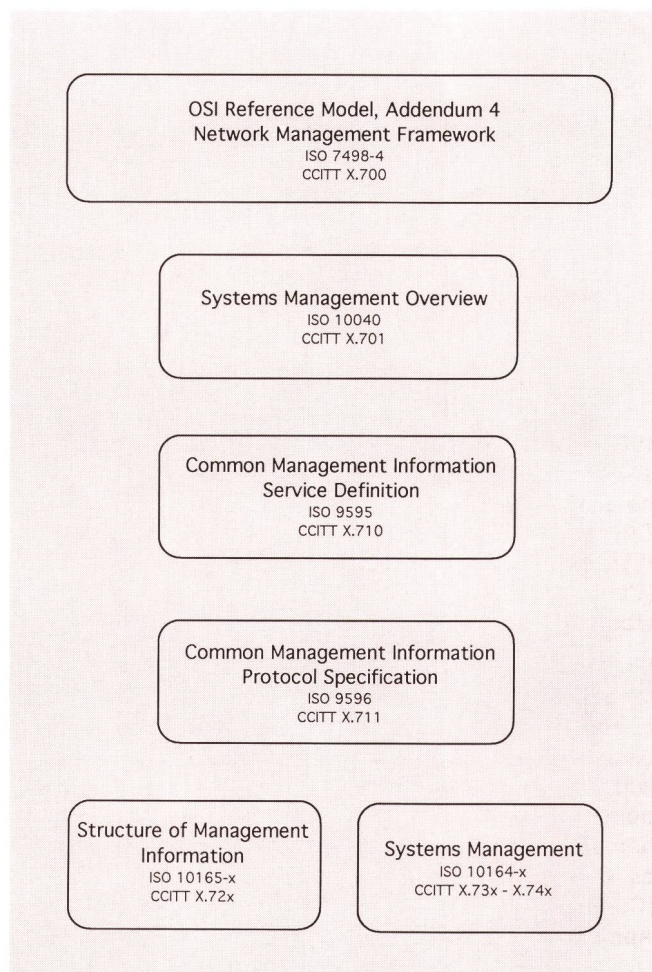 OSI Reference Model, Addendum 4
Network Management Framework
ISO 7498-4
CCITT X.700
Systems Management Overview
ISO 10040
CCITT X.701
Common Management Information
Service Definition
ISO 9595
CCITT X.710
Common Management Information
Protocol Specification
ISO 9596
CCITT X.711
Structure of Management
Information
ISO 10165-x
CCITT X.72x
Systems Management
ISO 10164-x
CCITT X.73x - X.74x